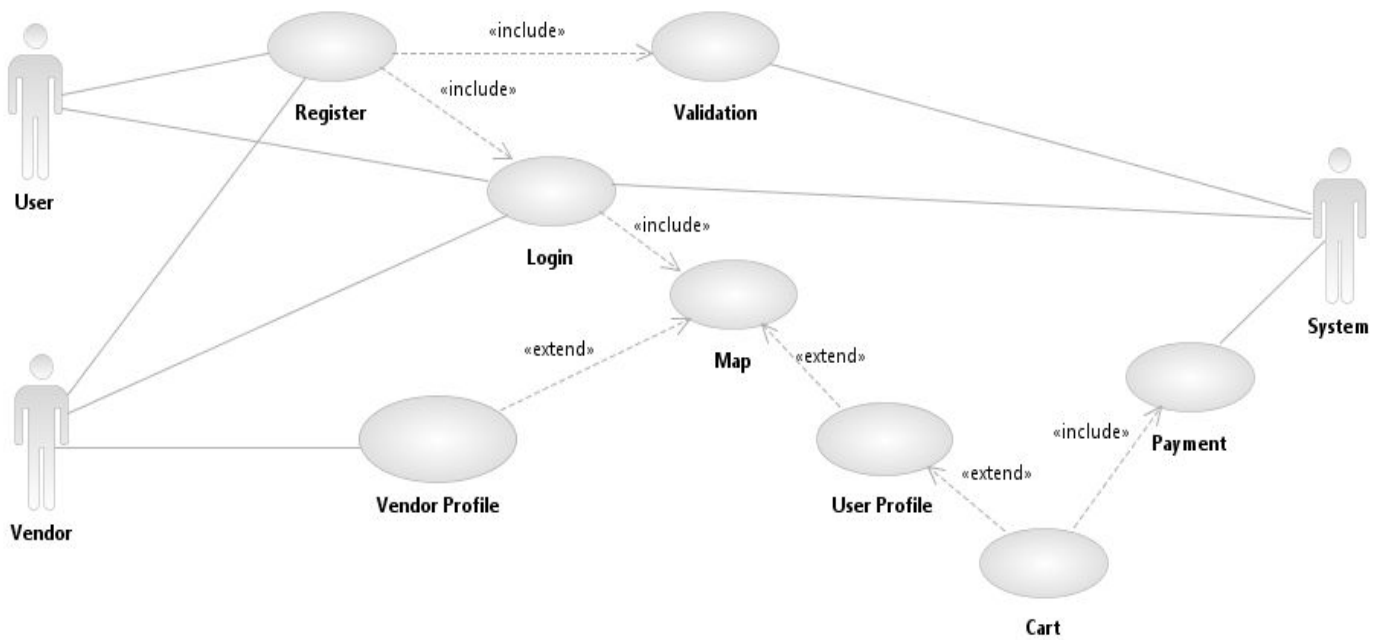 «include»
«include»
Register
Validation
User
«include»
Login
System
«extend»
«extend»
Map
«include»
Payment
«extend»
Vendor Profile
User Profile
Vendor
Cart